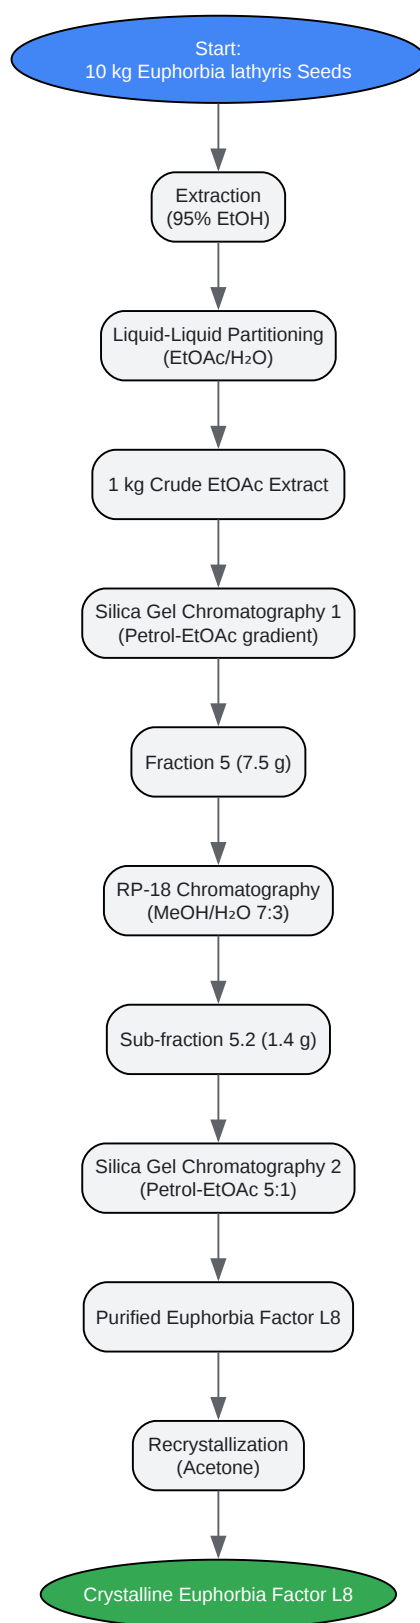 Start:
10 kg Euphorbia lathyris Seeds
Extraction
(95% EtOH)
Liquid-Liquid Partitioning
(EtOAc/H₂O)
1 kg Crude EtOAc Extract
Silica Gel Chromatography 1
(Petrol-EtOAc gradient)
Fraction 5 (7.5 g)
RP-18 Chromatography
(MeOH/H₂O 7:3)
Sub-fraction 5.2 (1.4 g)
Silica Gel Chromatography 2
(Petrol-EtOAc 5:1)
Purified Euphorbia Factor L8
Recrystallization
(Acetone)
Crystalline Euphorbia Factor L8